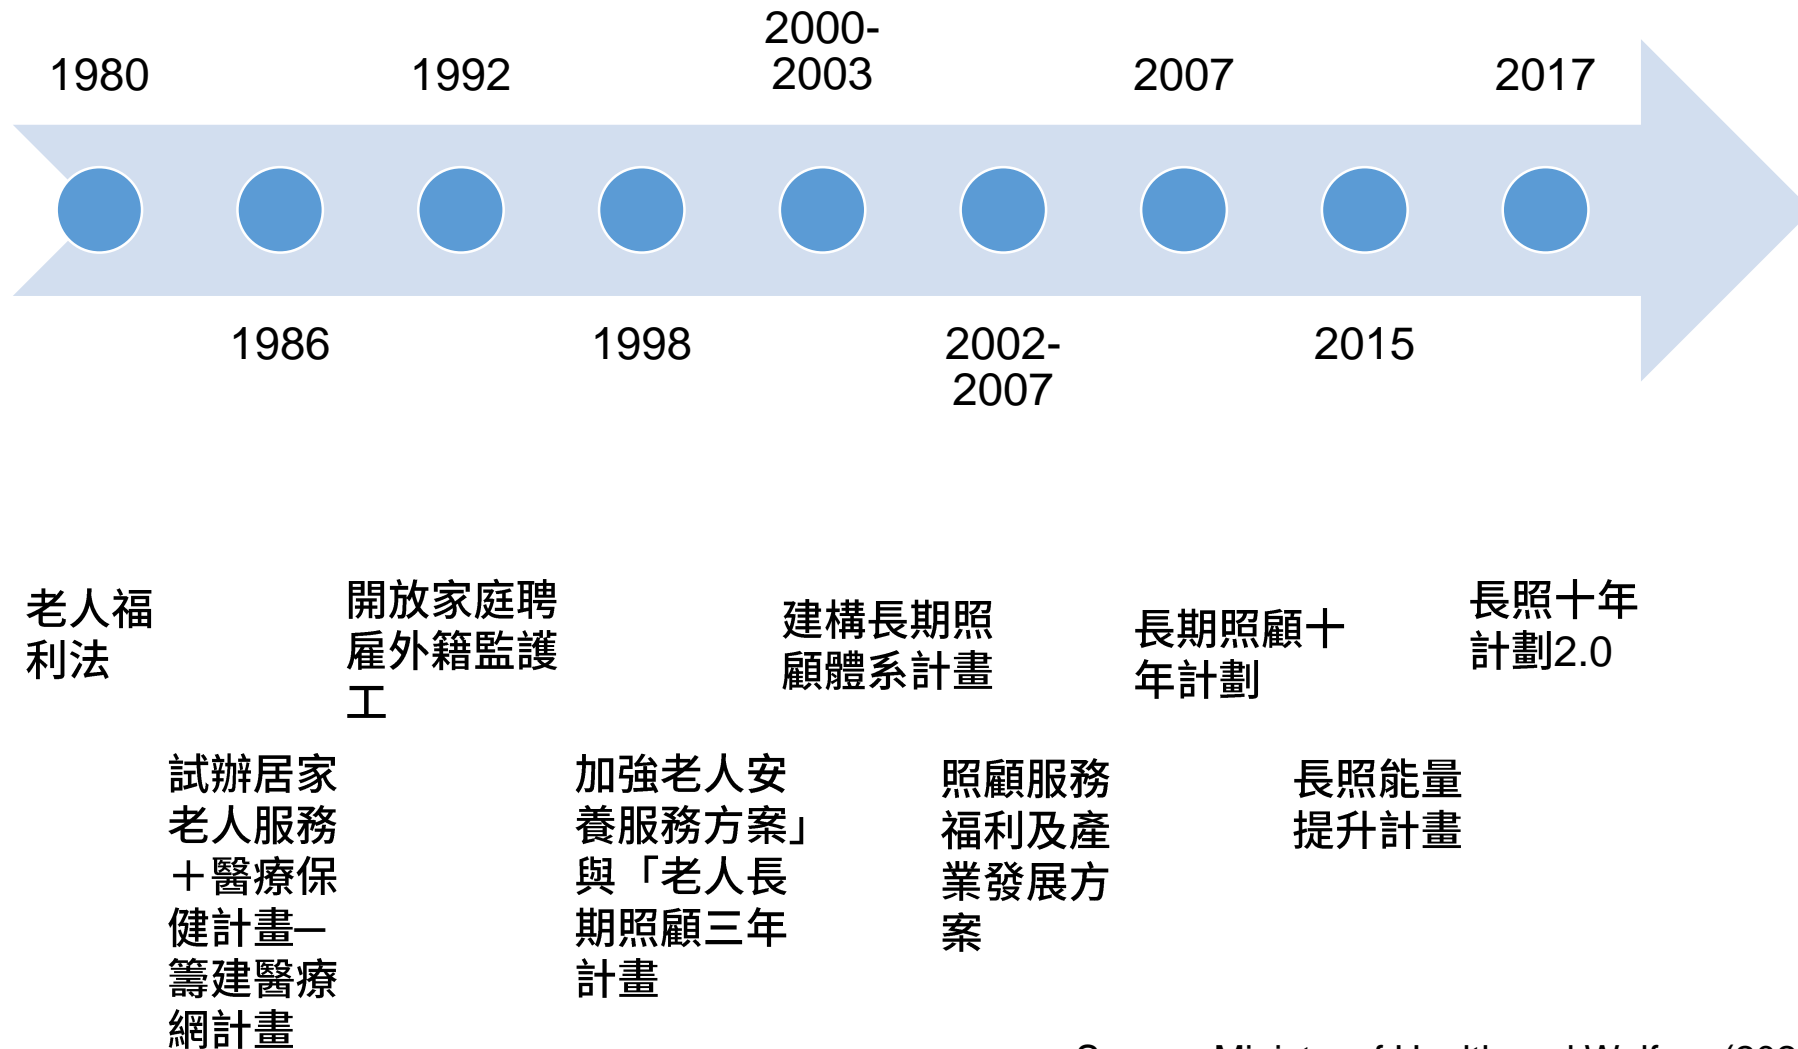 2000-
2003
1980
1992
2007
2017
1986
1998
2002-
2007
2015
老人福
利法
開放家庭聘
雇外籍監護
工
建構長期照
顧體系計畫
長期照顧十
年計劃
長照十年
計劃2.0
試辦居家
老人服務
＋醫療保
健計畫─
籌建醫療
網計畫
加強老人安
養服務方案」
與「老人長
期照顧三年
計畫
照顧服務
福利及產
業發展方
案
長照能量
提升計畫